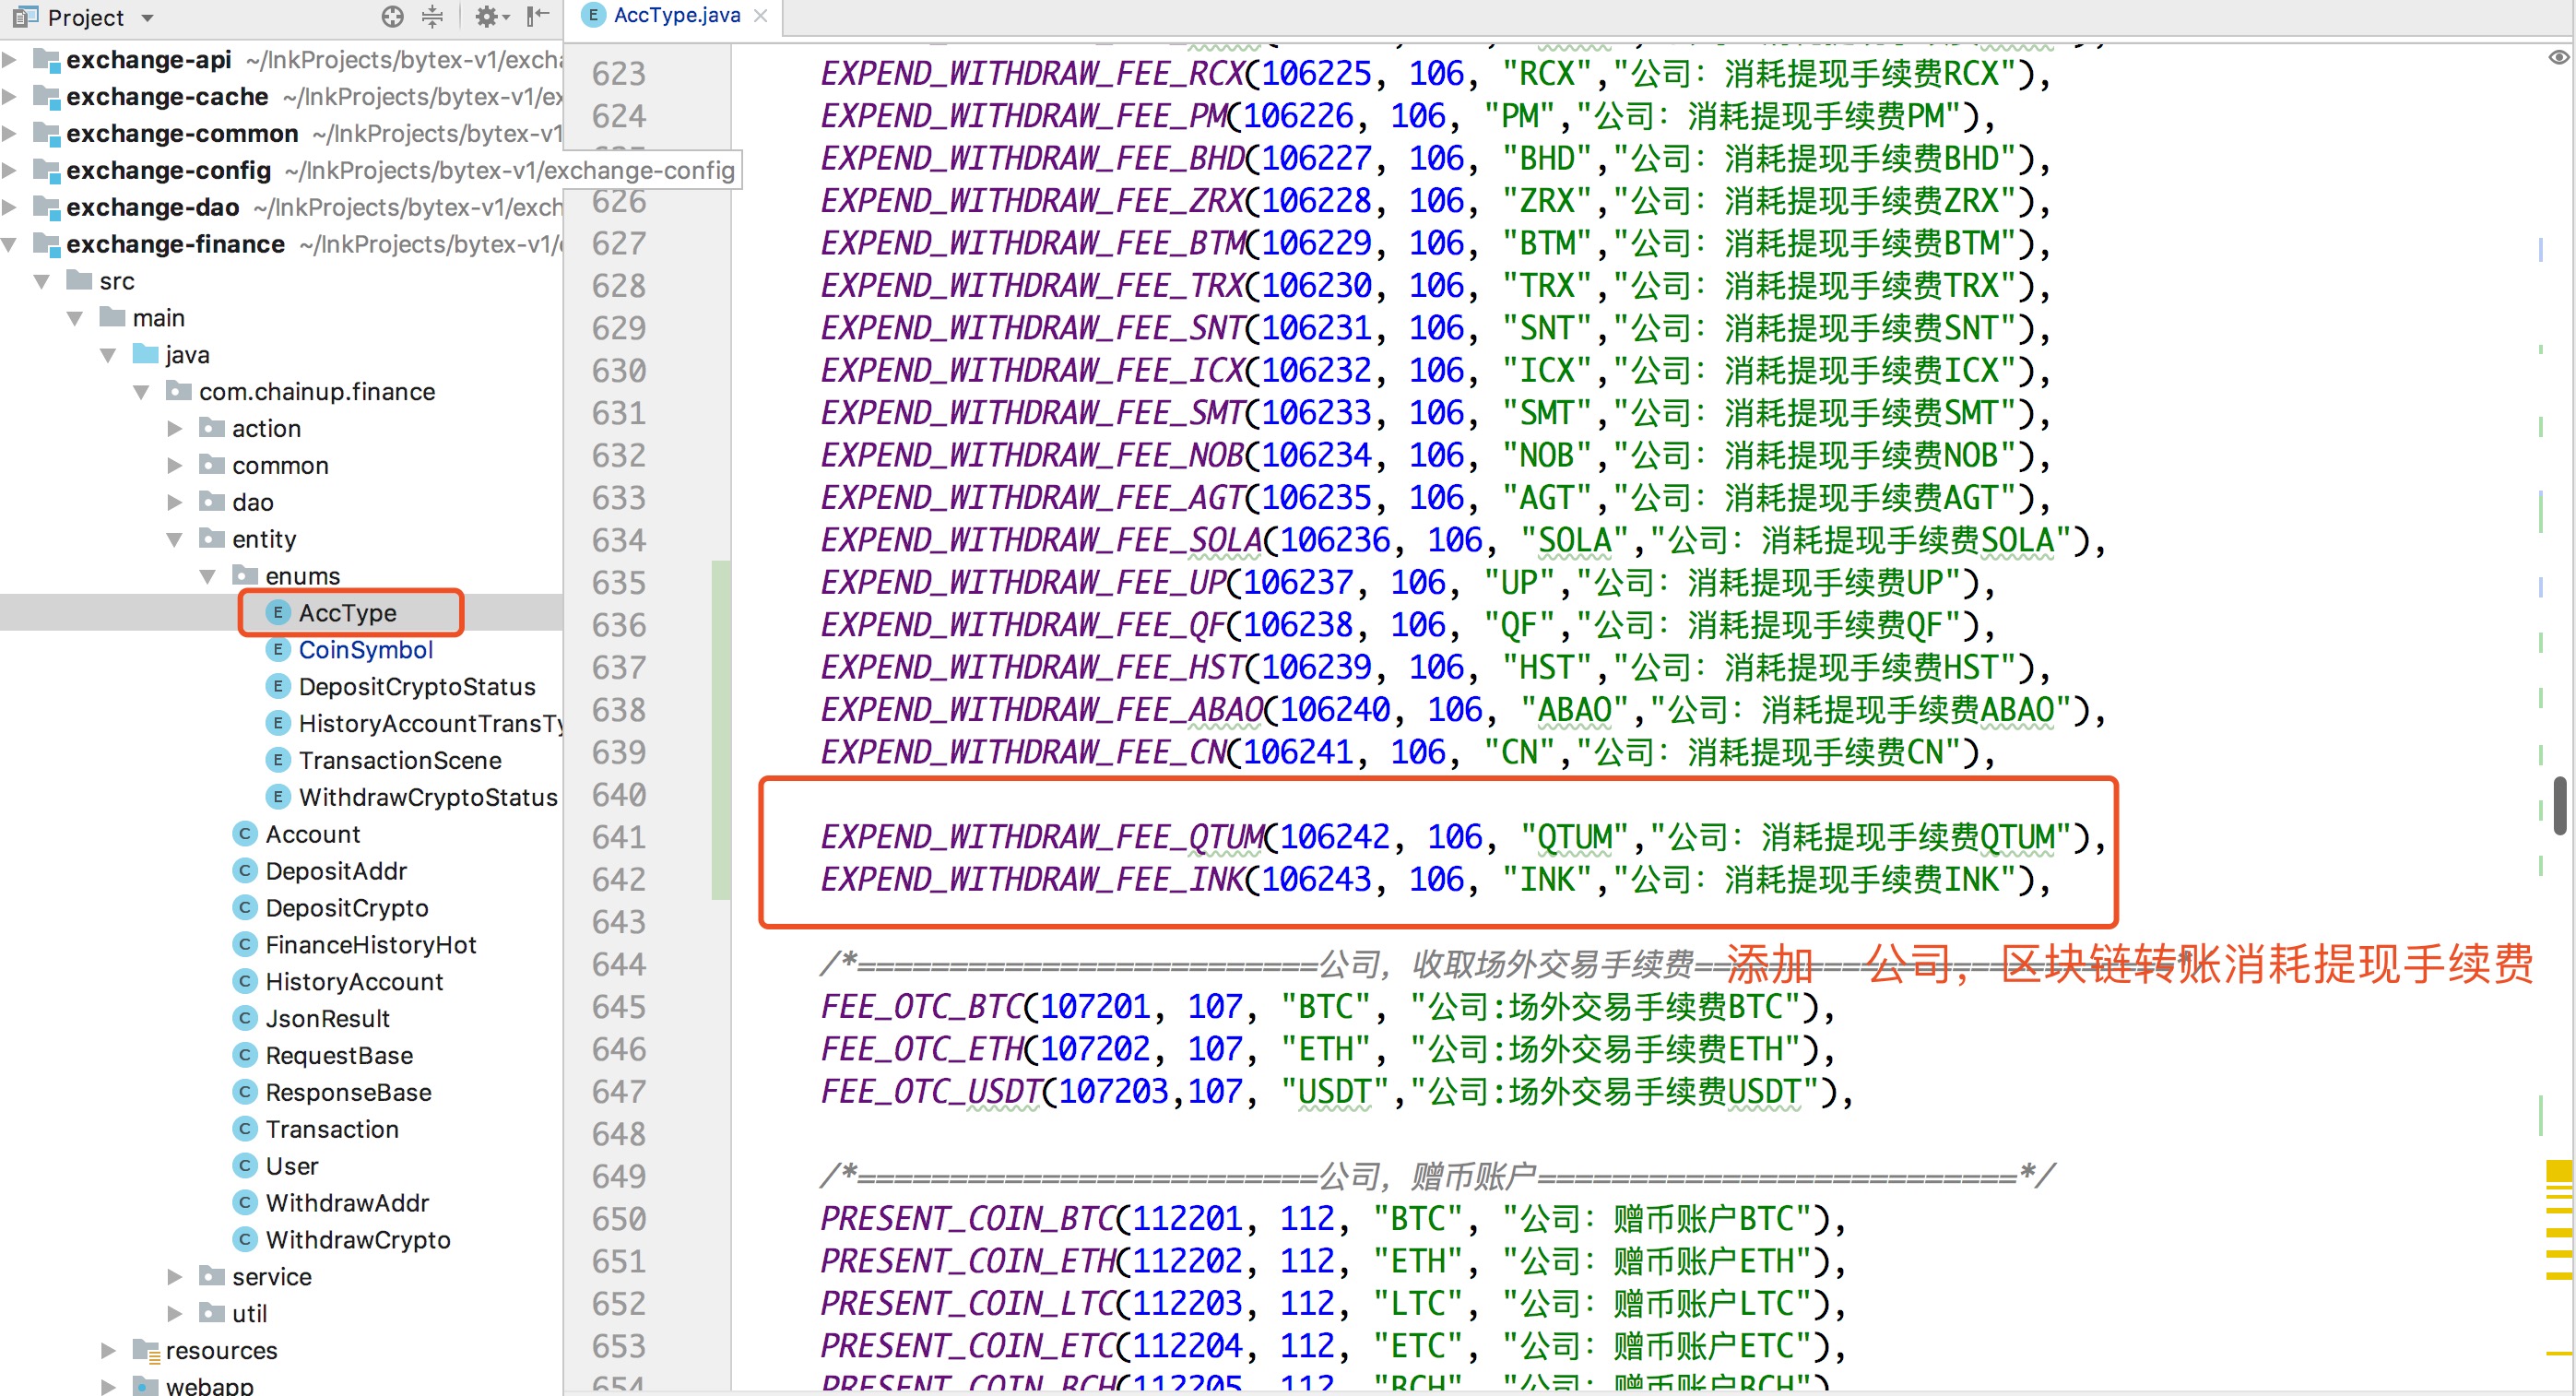 Project
exchange-api ~/InkProjects/bytex-v1/excha
exchange-cache ~/InkProjects/bytex-v1/ex
exchange-common ~/InkProjects/bytex-v1
exchange-config ~/InkProjects/bytex-v1/exchange-config
exchange-dao ~/InkProjects/bytex-v1/exch
exchange-finance ~/InkProjects/bytex-v1/
src
main
java
com.chainup.finance
action
common
dao
entity
enums
AccType
CoinSymbol
DepositCryptoStatus
HistoryAccountTransTy
TransactionScene
WithdrawCryptoStatus
Account
DepositAddr
DepositCrypto
FinanceHistoryHot
HistoryAccount
JsonResult
RequestBase
ResponseBase
Transaction
User
WithdrawAddr
WithdrawCrypto
service
util
resources
webapp
AccType.java
623 EXPEND_WITHDRAW_FEE_RCX(106225, 106, "RCX","公司：消耗提现手续费RCX"),
624 EXPEND_WITHDRAW_FEE_PM(106226, 106, "PM","公司：消耗提现手续费PM"),
EXPEND_WITHDRAW_FEE_BHD(106227, 106, "BHD","公司：消耗提现手续费BHD"),
626 EXPEND_WITHDRAW_FEE_ZRX(106228, 106, "ZRX","公司：消耗提现手续费ZRX"),
627 EXPEND_WITHDRAW_FEE_BTM(106229, 106, "BTM","公司：消耗提现手续费BTM"),
628 EXPEND_WITHDRAW_FEE_TRX(106230, 106, "TRX","公司：消耗提现手续费TRX"),
629 EXPEND_WITHDRAW_FEE_SNT(106231, 106, "SNT","公司：消耗提现手续费SNT"),
630 EXPEND_WITHDRAW_FEE_ICX(106232, 106, "ICX","公司：消耗提现手续费ICX"),
631 EXPEND_WITHDRAW_FEE_SMT(106233, 106, "SMT","公司：消耗提现手续费SMT"),
632 EXPEND_WITHDRAW_FEE_NOB(106234, 106, "NOB","公司：消耗提现手续费NOB"),
633 EXPEND_WITHDRAW_FEE_AGT(106235, 106, "AGT","公司：消耗提现手续费AGT"),
634 EXPEND_WITHDRAW_FEE_SOLA(106236, 106, "SOLA","公司：消耗提现手续费SOLA"),
635 EXPEND_WITHDRAW_FEE_UP(106237, 106, "UP","公司：消耗提现手续费UP"),
636 EXPEND_WITHDRAW_FEE_QF(106238, 106, "QF","公司：消耗提现手续费QF"),
637 EXPEND_WITHDRAW_FEE_HST(106239, 106, "HST","公司：消耗提现手续费HST"),
638 EXPEND_WITHDRAW_FEE_ABAO(106240, 106, "ABAO","公司：消耗提现手续费ABAO"),
639 EXPEND_WITHDRAW_FEE_CN(106241, 106, "CN","公司：消耗提现手续费CN"),
640
641 EXPEND_WITHDRAW_FEE_QTUM(106242, 106, "QTUM","公司：消耗提现手续费QTUM"),
642 EXPEND_WITHDRAW_FEE_INK(106243, 106, "INK","公司：消耗提现手续费INK"),
643
644 /*=========================公司，收取场外交易手续费
添加 公司，区块链转账消耗提现手续费
645 FEE_OTC_BTC(107201, 107, "BTC", "公司:场外交易手续费BTC"),
646 FEE_OTC_ETH(107202, 107, "ETH", "公司:场外交易手续费ETH"),
647 FEE_OTC_USDT(107203,107, "USDT","公司:场外交易手续费USDT"),
648
649 /*=========================公司，赠币账户==========================*/
650 PRESENT_COIN_BTC(112201, 112, "BTC", "公司：赠币账户BTC"),
651 PRESENT_COIN_ETH(112202, 112, "ETH", "公司：赠币账户ETH"),
652 PRESENT_COIN_LTC(112203, 112, "LTC", "公司：赠币账户LTC"),
653 PRESENT_COIN_ETC(112204, 112, "ETC", "公司：赠币账户ETC"),
654 PRESENT_COIN_BCH(112205, 112, "BCH", "公司：赠币账户BCH"),